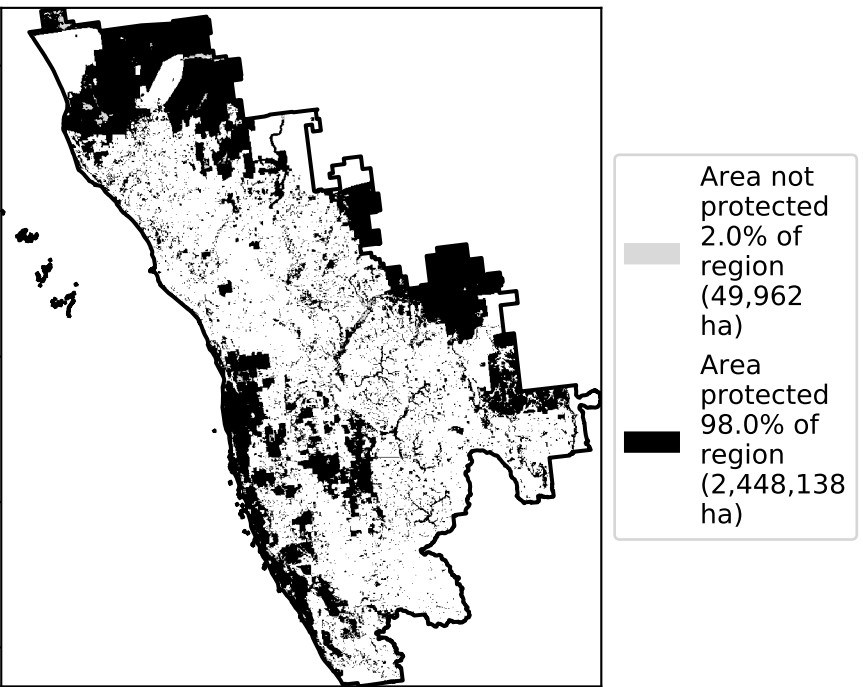 Area not
protected
2.0% of
region
(49,962
ha)
Area
protected
98.0% of
region
(2,448,138
ha)